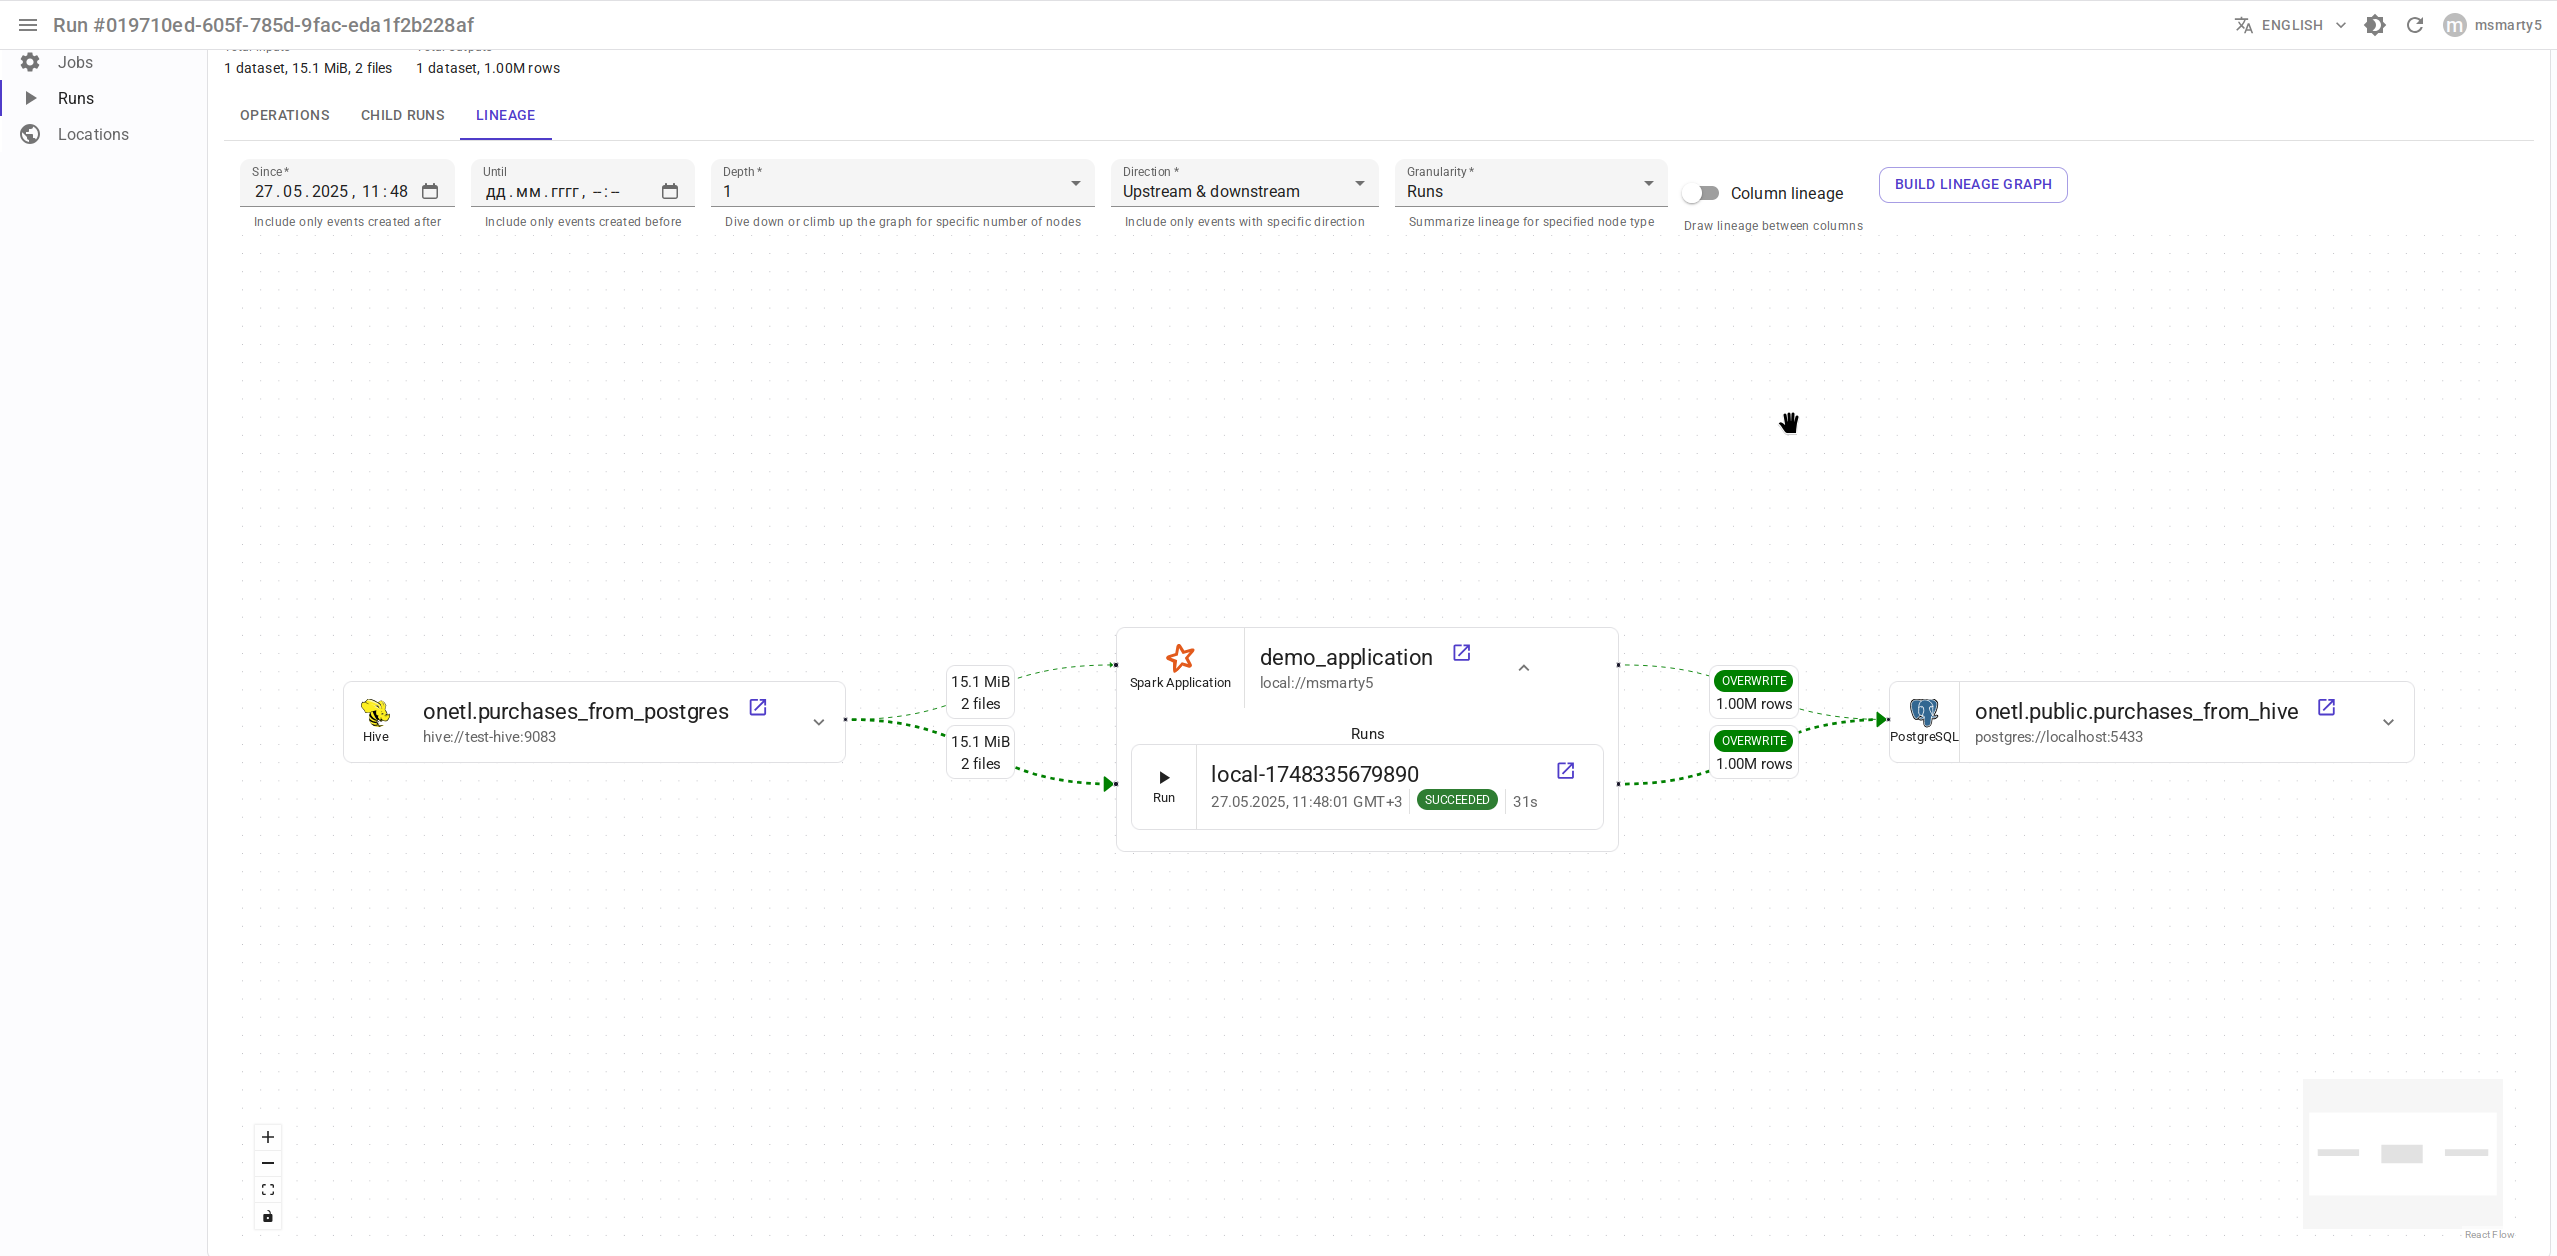 Run #019710ed-605f-785d-9fac-eda1f2b228af
ENGLISH
m
msmarty5
Jobs
Runs
Locations
1 dataset, 15.1 MiB, 2 files
1 dataset, 1.00M rows
OPERATIONS
CHILD RUNS
LINEAGE
Since *
27.05.2025, 11:48
Include only events created after
Until
дд.мм.гггг, --:--
Include only events created before
Depth *
1
Dive down or climb up the graph for specific number of nodes
Direction *
Upstream & downstream
Include only events with specific direction
Granularity *
Runs
Summarize lineage for specified node type
Column lineage
Draw lineage between columns
BUILD LINEAGE GRAPH
Hive
onetl.purchases_from_postgres
hive://test-hive:9083
15.1 MiB
2 files
15.1 MiB
2 files
Spark Application
demo_application
local://msmarty5
Runs
Run
local-1748335679890
27.05.2025, 11:48:01 GMT+3
SUCCEEDED
31s
OVERWRITE
1.00M rows
OVERWRITE
1.00M rows
PostgreSQL
onetl.public.purchases_from_hive
postgres://localhost:5433
React Flow